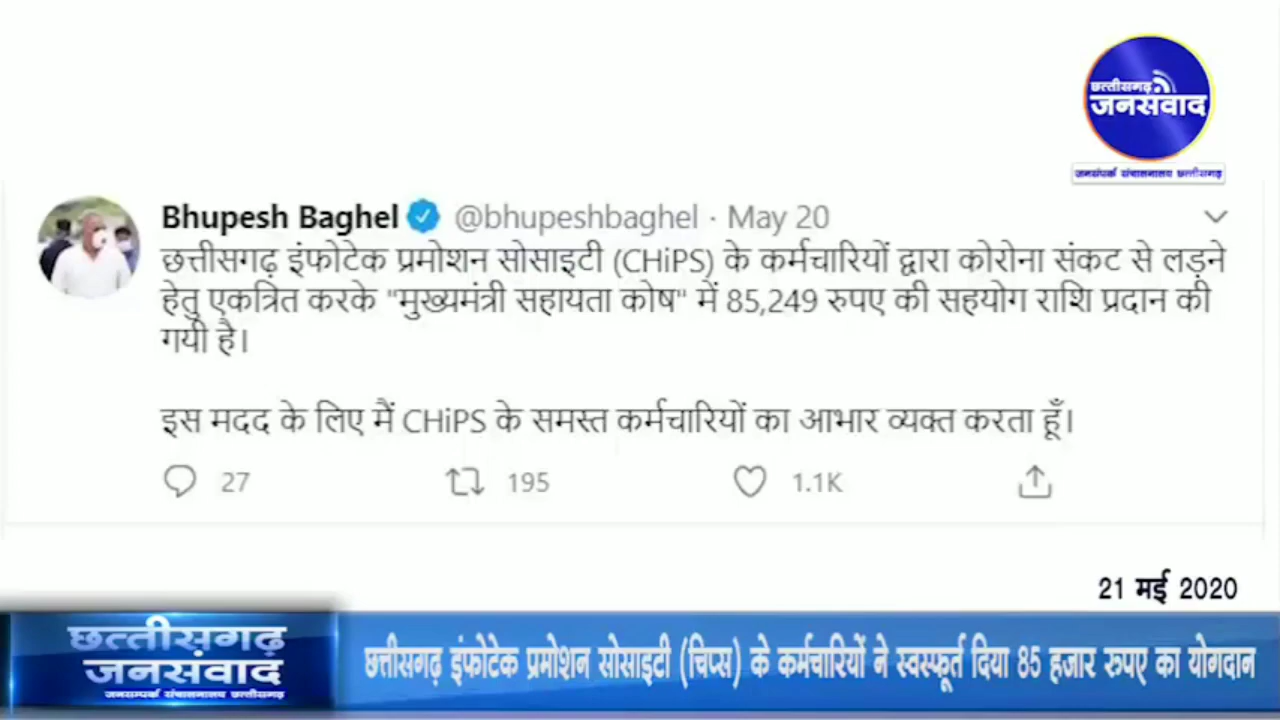 छत्तीसगढ़
जनसंवाद
जनसंपर्क संचालनालय छत्तीसगढ़
Bhupesh Baghel @bhupeshbaghel · May 20
छत्तीसगढ़ इंफोटेक प्रमोशन सोसाइटी (CHiPS) के कर्मचारियों द्वारा कोरोना संकट से लड़ने
हेतु एकत्रित करके "मुख्यमंत्री सहायता कोष" में 85,249 रुपए की सहयोग राशि प्रदान की
गयी है।
इस मदद के लिए मैं CHiPS के समस्त कर्मचारियों का आभार व्यक्त करता हूँ।
27 195 1.1K
21 मई 2020
छत्तीसगढ़
जनसंवाद
जनसम्पर्क संचालनालय छत्तीसगढ़
छत्तीसगढ़ इंफोटेक प्रमोशन सोसाइटी (चिप्स) के कर्मचारियों ने स्वस्फूर्त दिया 85 हजार रुपए का योगदान